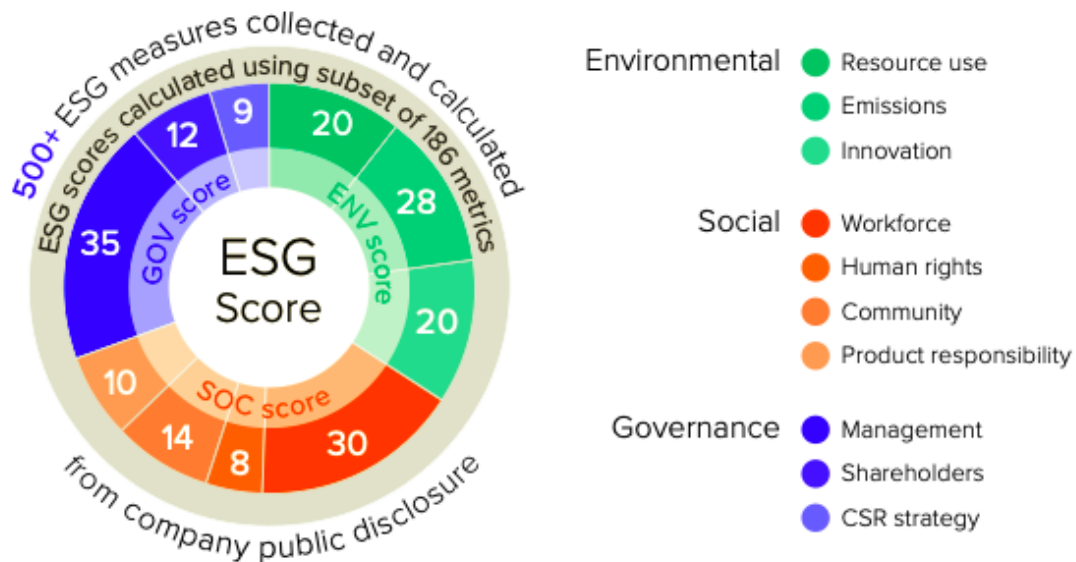 500+ ESG measures collected and calculated
ESG scores calculated using subset of 186 metrics
20
28
20
30
8
14
10
35
12
9
ENV score
SOC score
GOV score
ESG
Score
from company public disclosure
Environmental
Resource use
Emissions
Innovation
Social
Workforce
Human rights
Community
Product responsibility
Governance
Management
Shareholders
CSR strategy